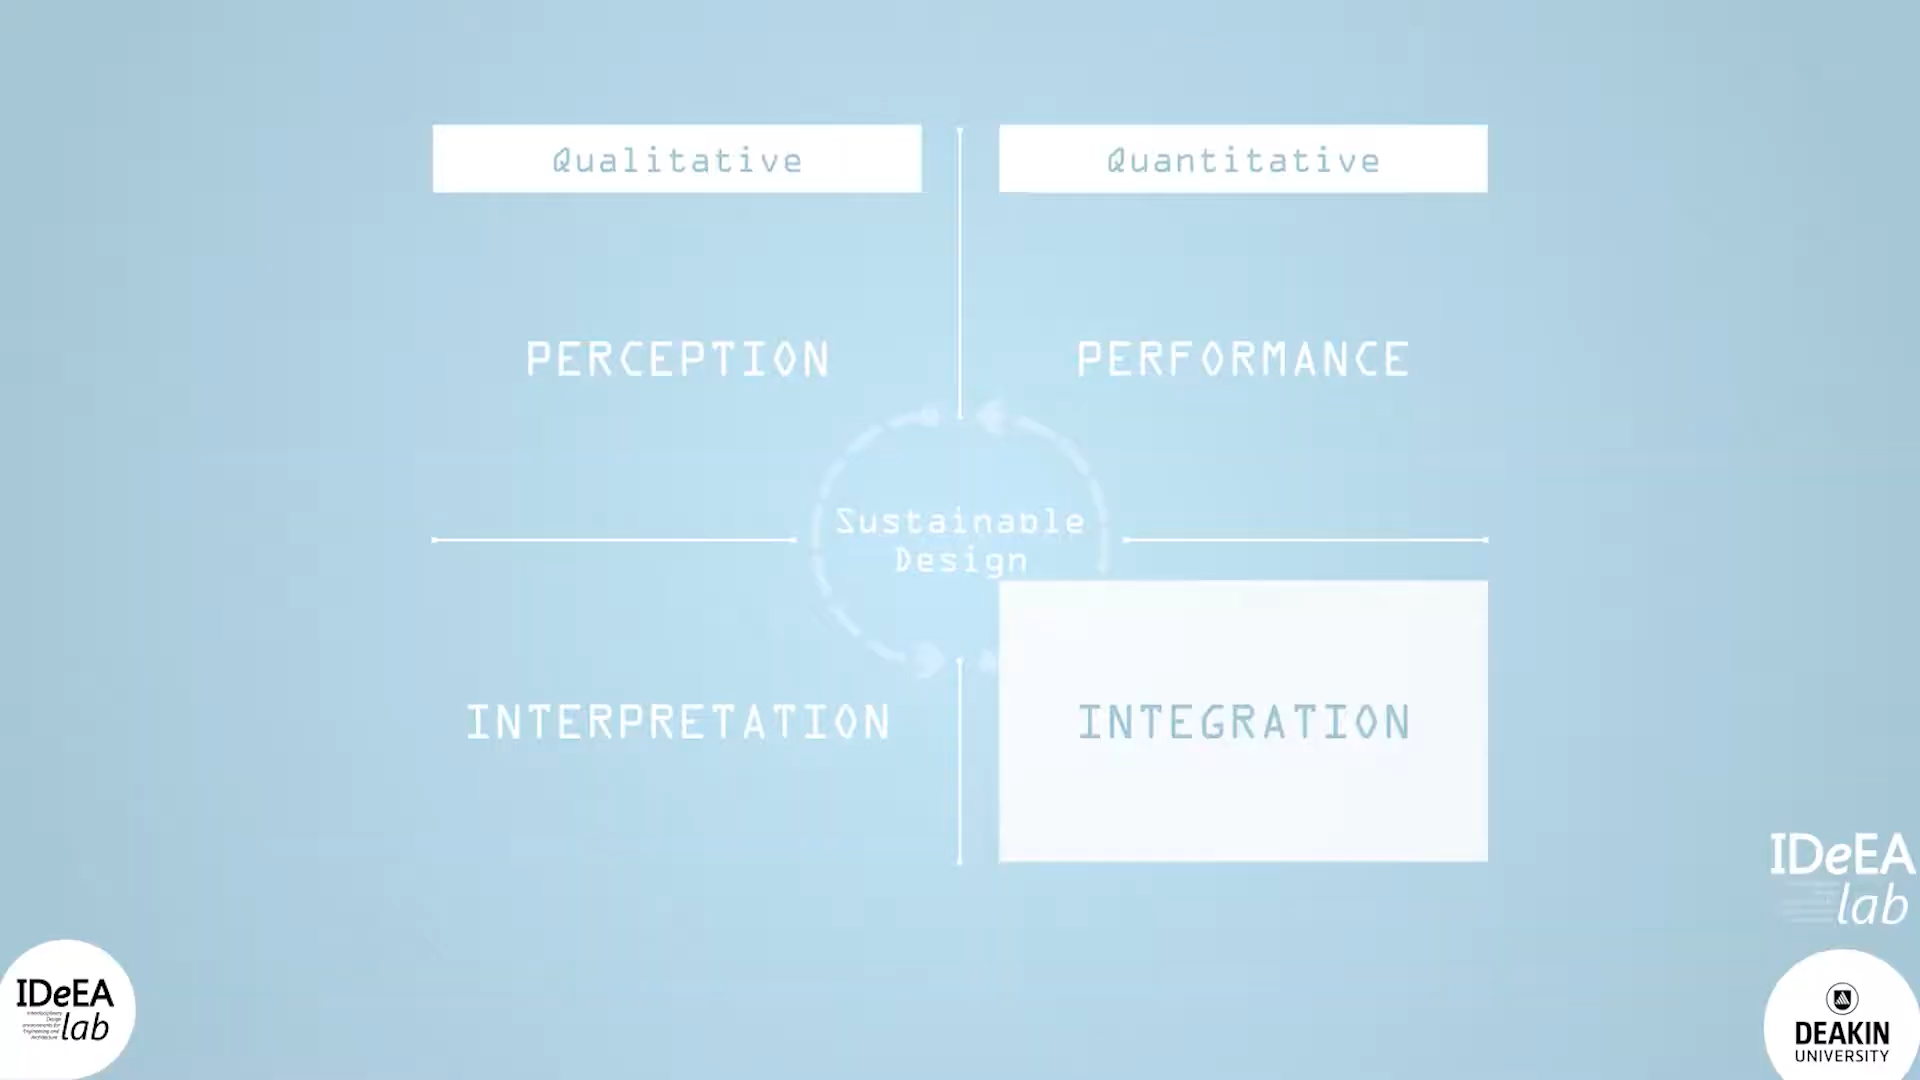 Qualitative
Quantitative
PERCEPTION
PERFORMANCE
Sustainable
Design
INTERPRETATION
INTEGRATION
IDeEA
lab
IDeEA
lab
DEAKIN
UNIVERSITY